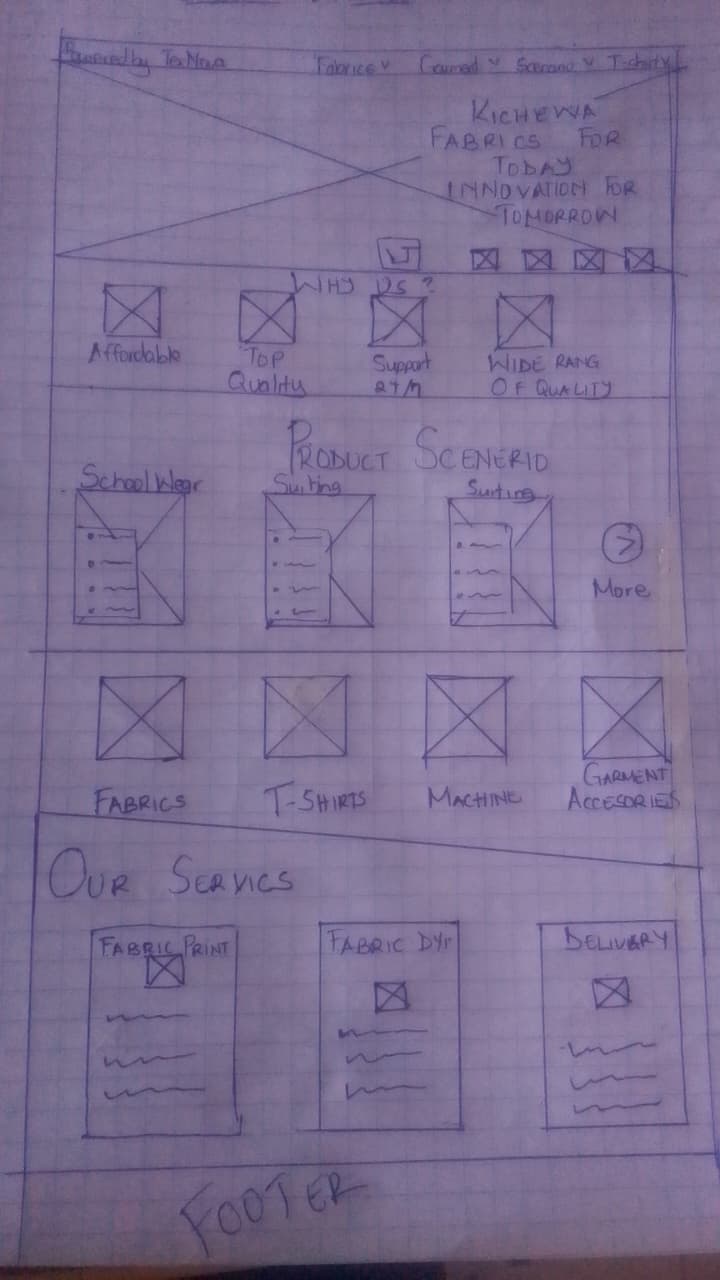 Powered by TexNova Fabrics Garmed Scenario T-shirt
KICHEWA
FABRICS FOR
TODAY
INNOVATION FOR
TOMORROW
WHY US ?
Affordable
TOP
Quality
Support
24/7
WIDE RANG
OF QUALITY
PRODUCT SCENERIO
School Wear Suiting Suiting
More
FABRICS T-SHIRTS MACHINE GARMENT
ACCESORIES
OUR SERVICS
FABRIC PRINT FABRIC DYE DELIVERY
FOOTER